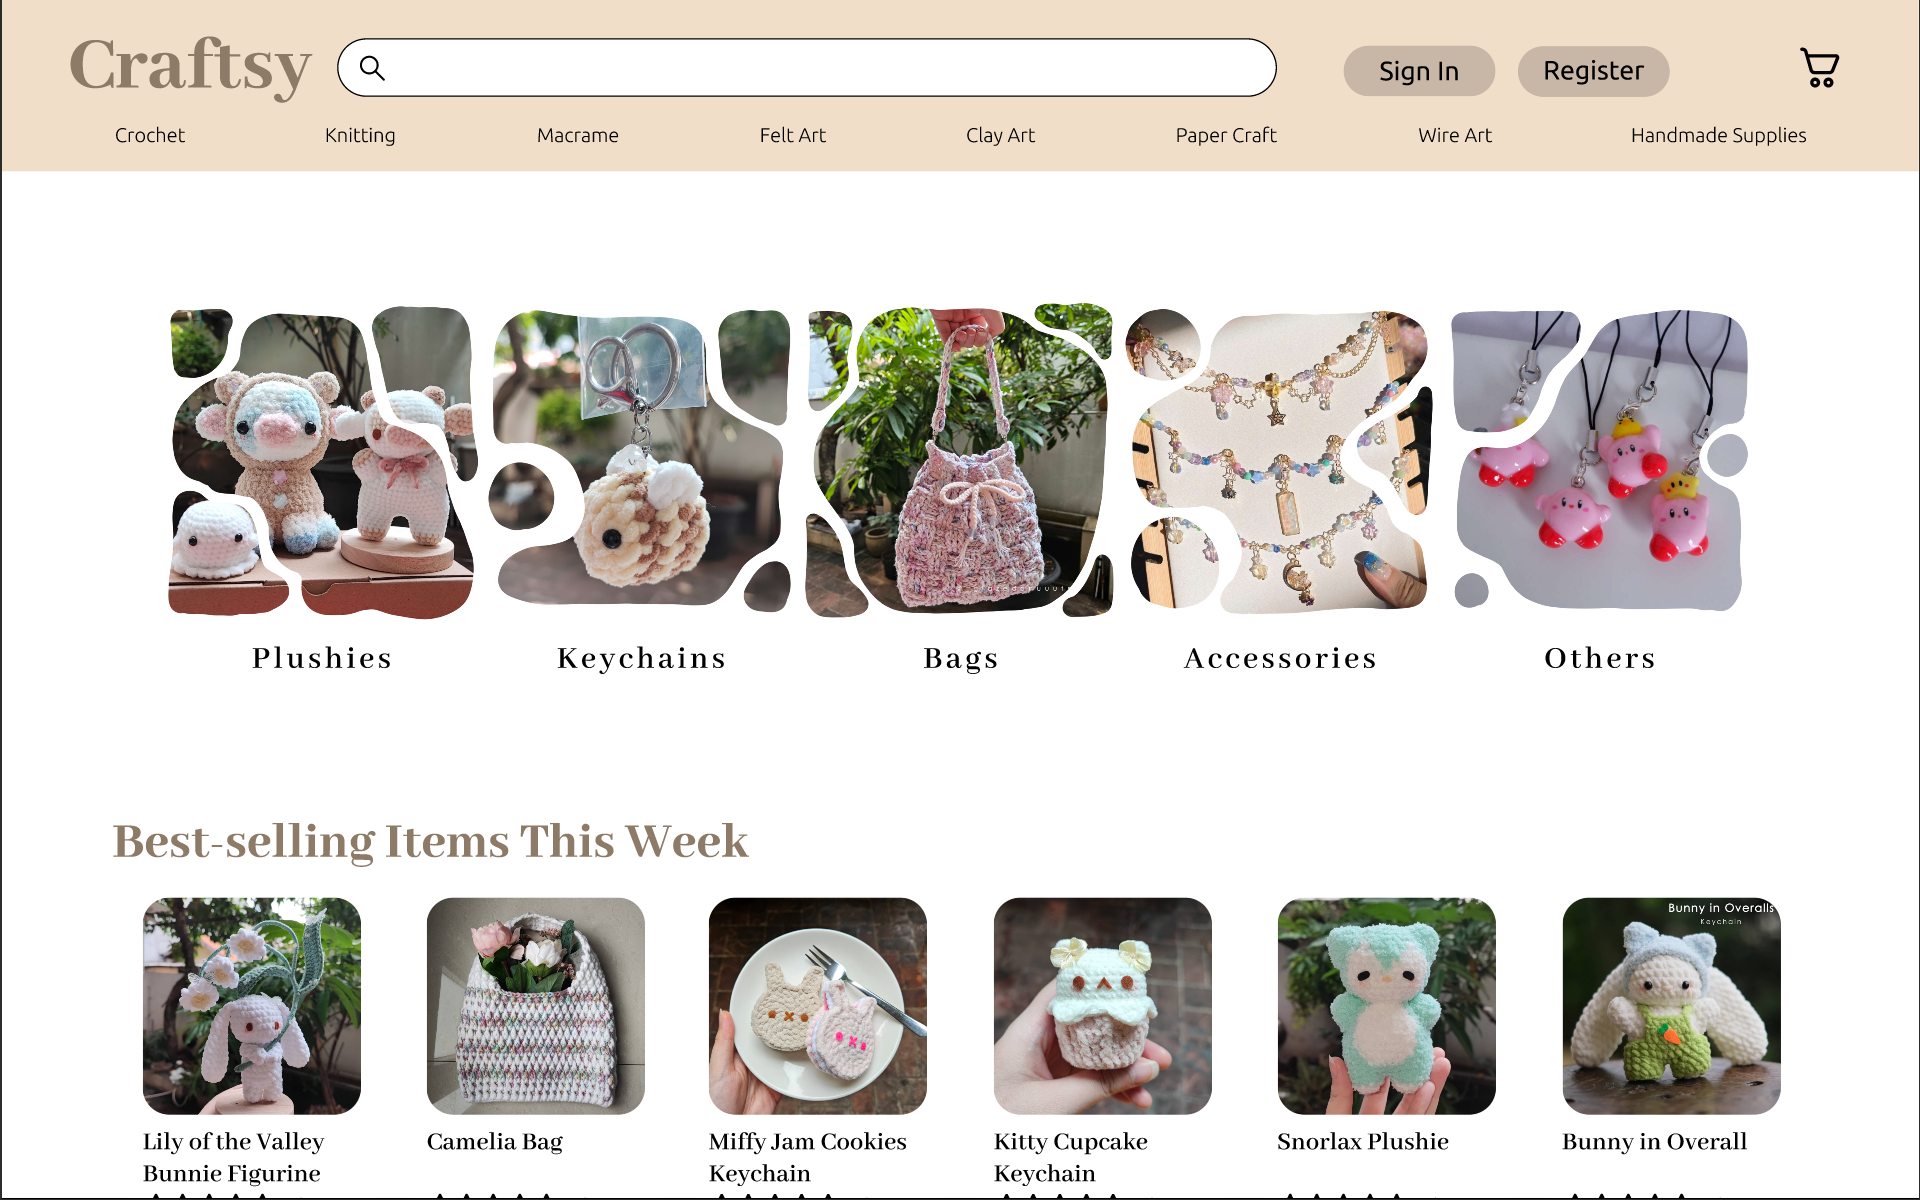 Craftsy
Sign In
Register
Crochet
Knitting
Macrame
Felt Art
Clay Art
Paper Craft
Wire Art
Handmade Supplies
Plushies
Keychains
Bags
Accessories
Others
Best-selling Items This Week
Bunny in Overalls
Keychain
Lily of the Valley
Bunnie Figurine
Camelia Bag
Miffy Jam Cookies
Keychain
Kitty Cupcake
Keychain
Snorlax Plushie
Bunny in Overall